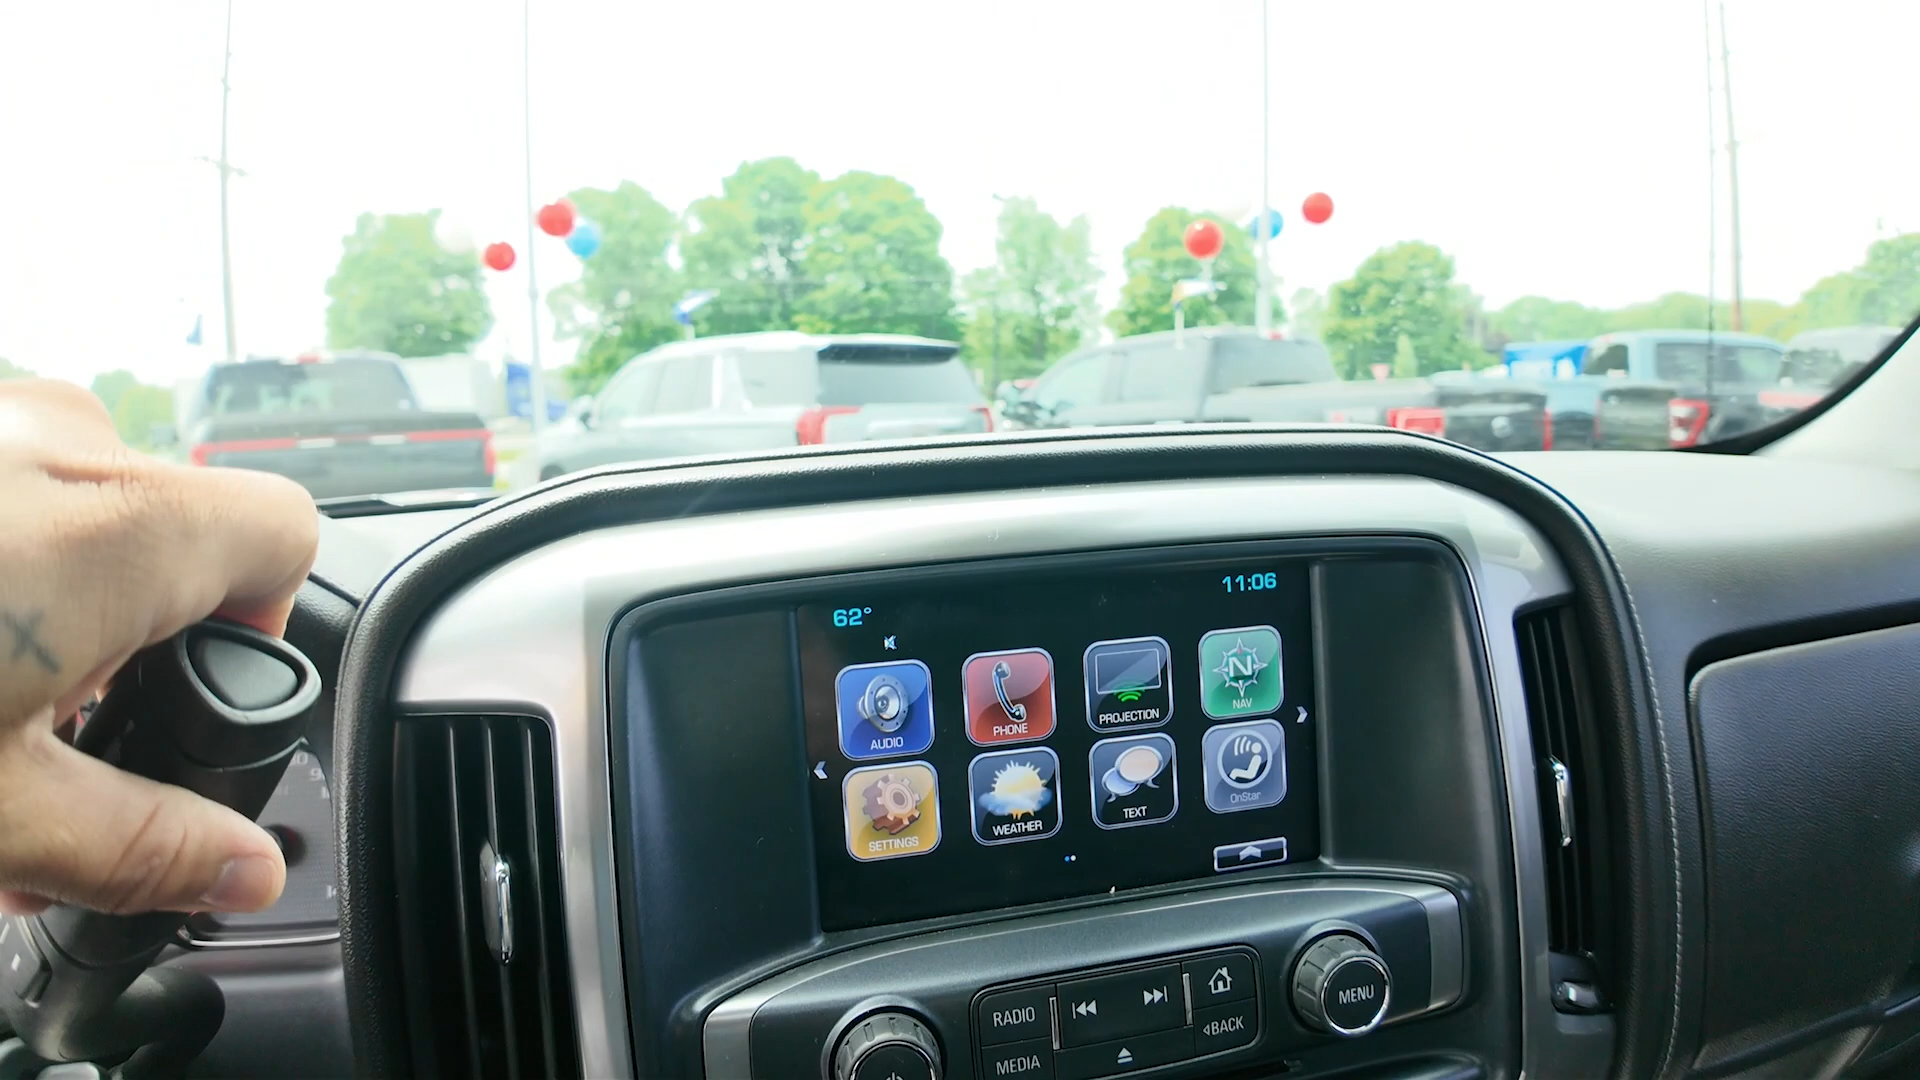 11:06
62°
AUDIO
PHONE
PROJECTION
N
NAV
SETTINGS
WEATHER
TEXT
OnStar
RADIO
BACK
MENU
MEDIA